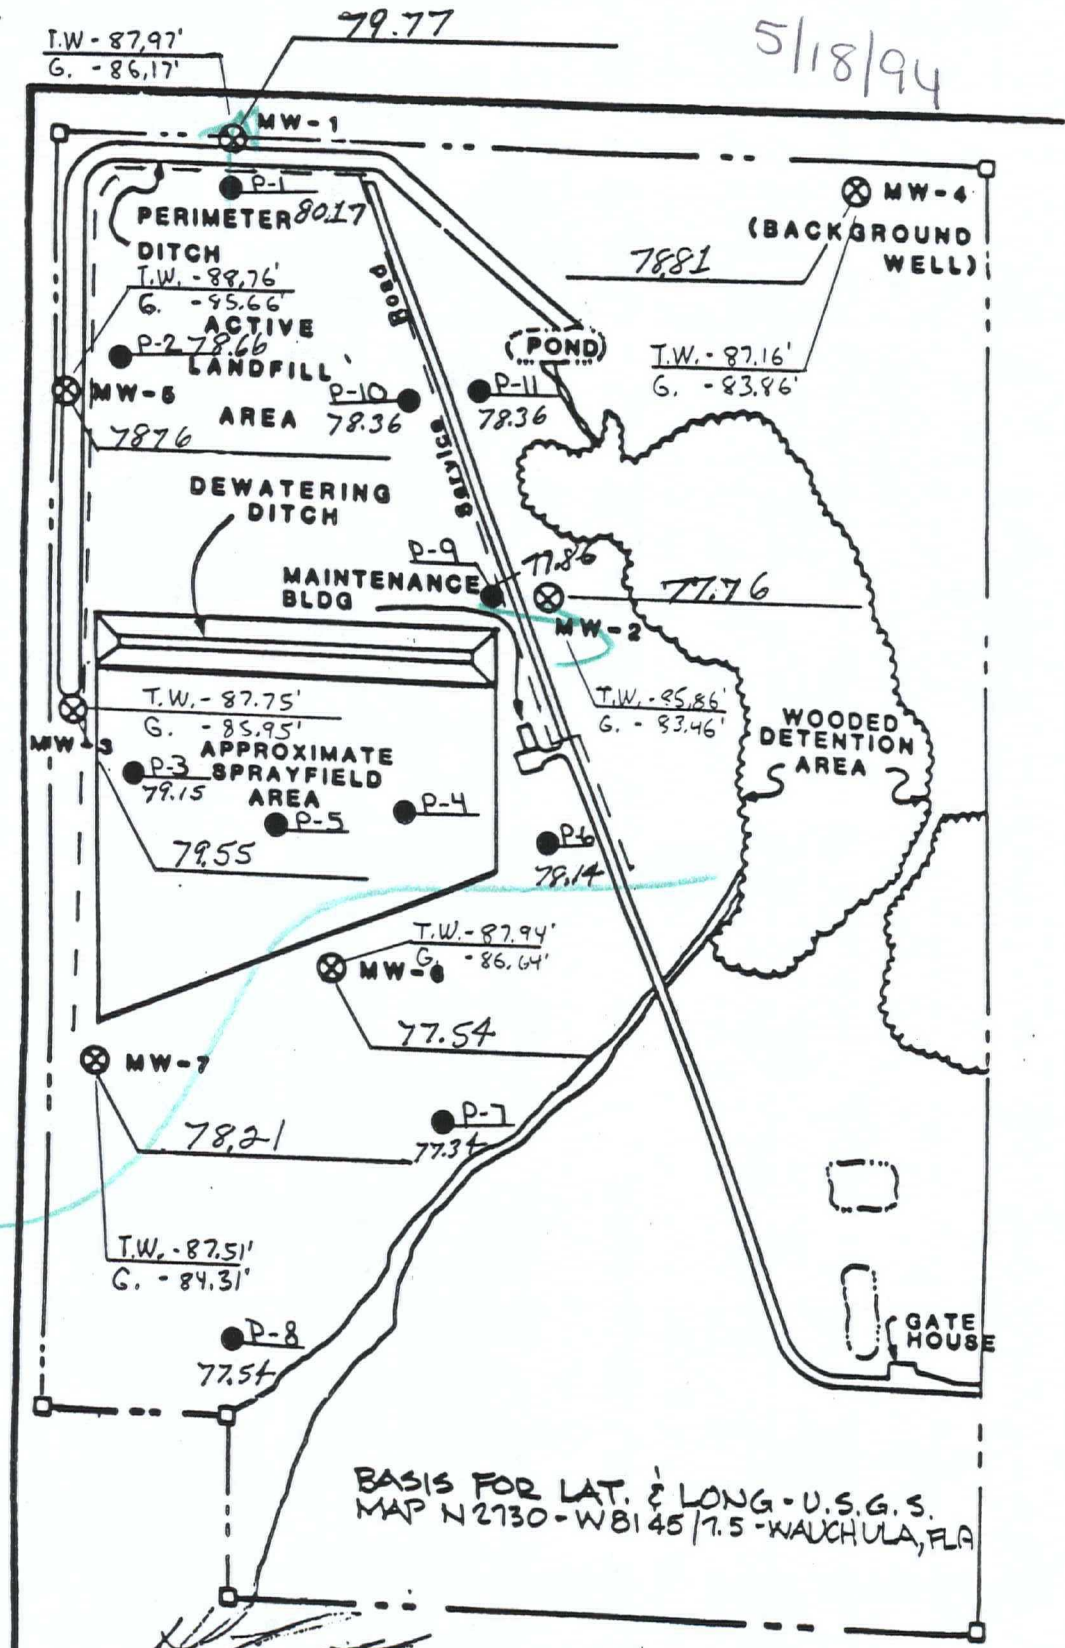 79.77
5/18/94
T.W - 87.97'
G. - 86.17'
MW-1
P-1
80.17
PERIMETER
DITCH
MW-4
(BACKGROUND
WELL)
78.81
T.W. - 88.76'
G. - 85.66'
ACTIVE
LANDFILL
AREA
P-2 78.66
Road
POND
T.W. - 87.16'
G. - 83.86'
MW-5
P-10
78.36
P-11
78.36
7876
Service
DEWATERING
DITCH
P-9
77.86
MAINTENANCE
BLDG
77.76
MW-2
T.W. - 85.86'
G. - 83.46'
T.W. - 87.75'
G. - 85.95'
MW-3
WOODED
DETENTION
AREA
APPROXIMATE
SPRAYFIELD
AREA
P-3
79.15
P-4
P-5
P-6
78.14
79.55
T.W. - 87.94'
G. - 86.64'
MW-6
77.54
MW-7
78.21
P-7
77.34
T.W. - 87.51'
G. - 84.31'
P-8
77.54
GATE
HOUSE
BASIS FOR LAT. & LONG - U.S.G.S.
MAP N2730-W8145/7.5-WAUCHULA, FLA